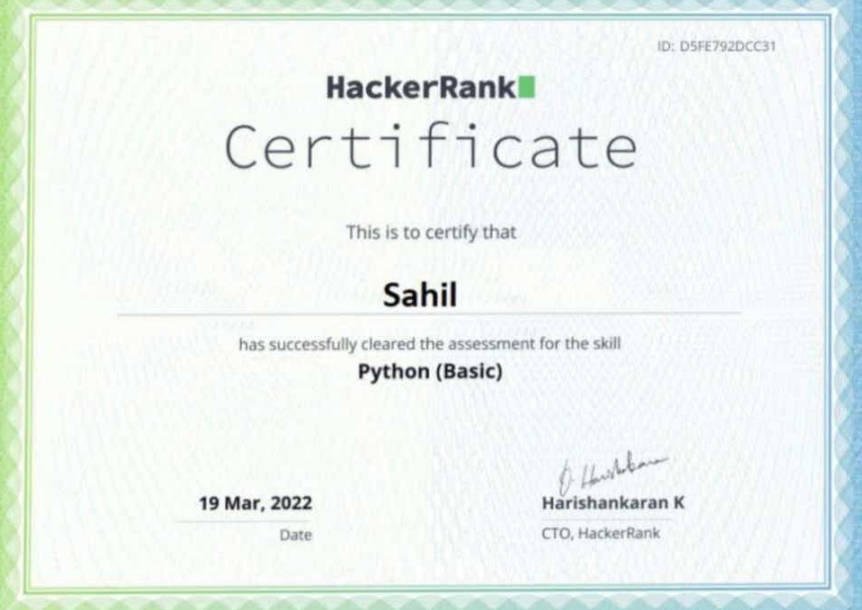 ID: D5FE792DCC31
HackerRank
Certificate
This is to certify that
Sahil
has successfully cleared the assessment for the skill
Python (Basic)
19 Mar, 2022
Date
Harishankaran K
CTO, HackerRank